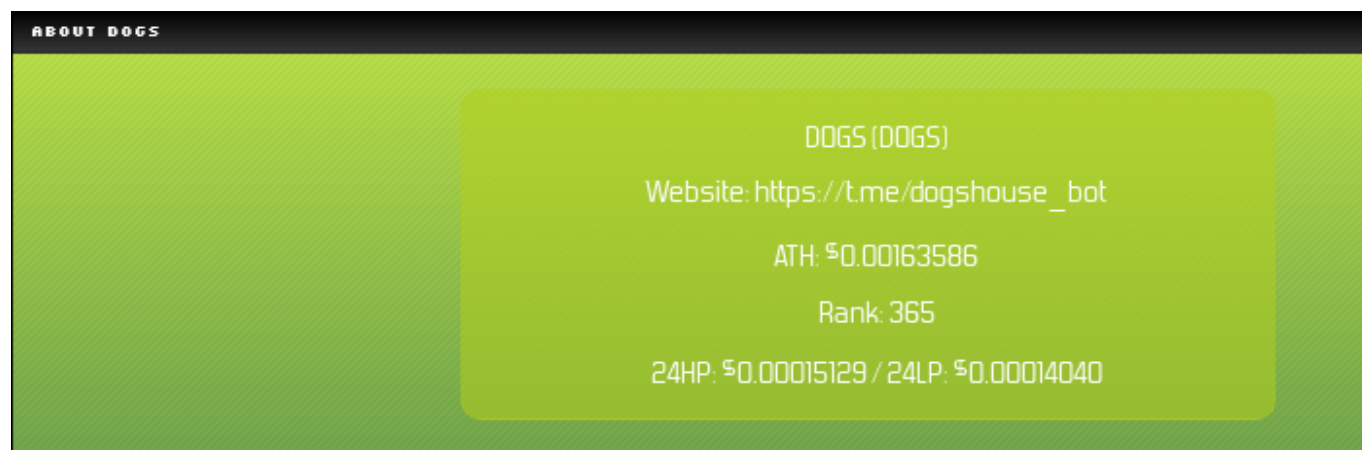 ABOUT DOGS
DOGS (DOGS)
Website: https://t.me/dogshouse_bot
ATH: $0.00163586
Rank: 365
24HP: $0.00015129 / 24LP: $0.00014040